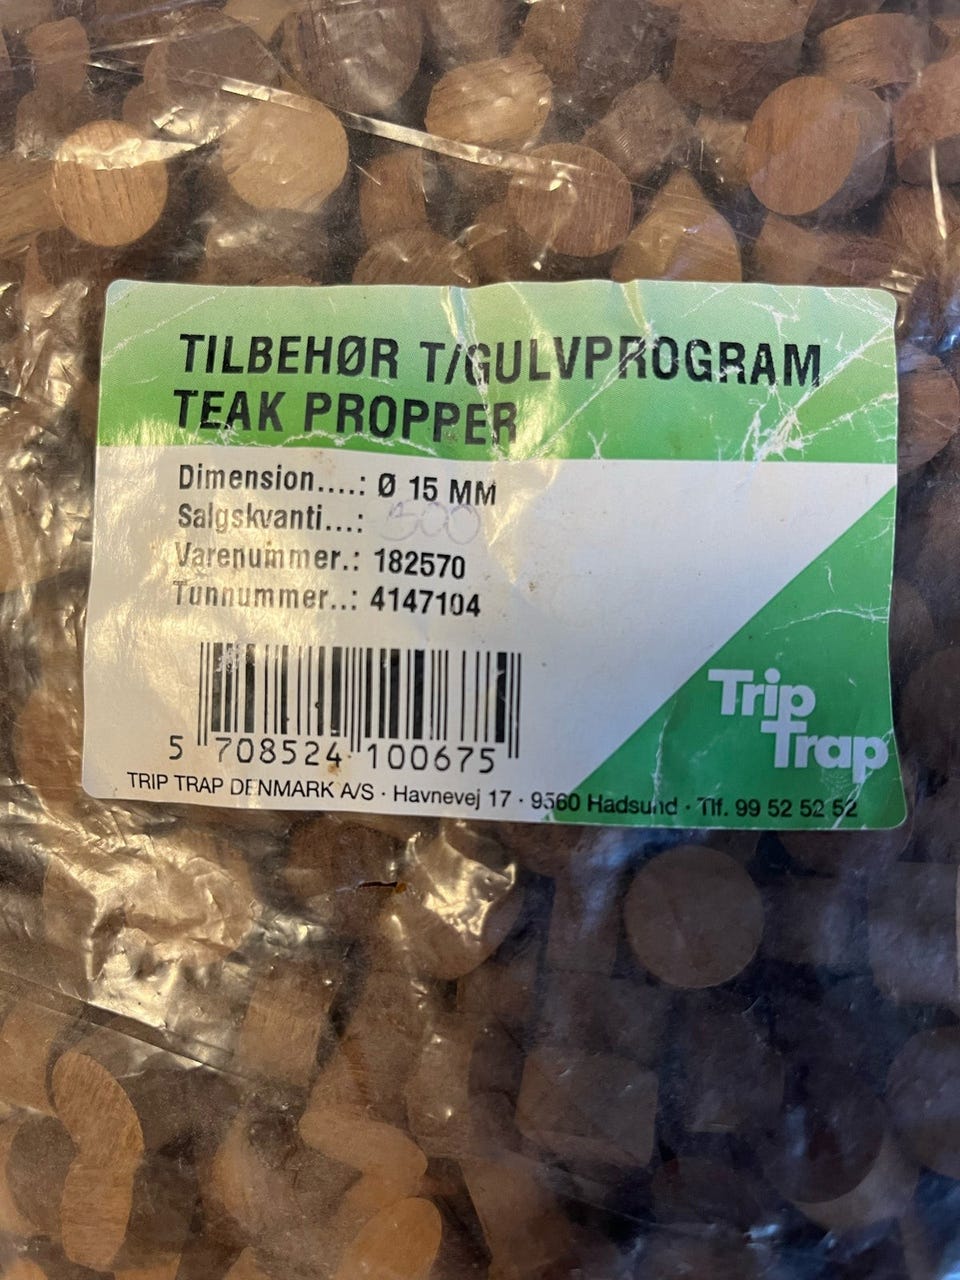 TILBEHØR T/GULVPROGRAM
TEAK PROPPER
Dimension....: Ø 15 MM
Salgskvanti...: 500
Varenummer.: 182570
Tunnummer..: 4147104
5 708524 100675
Trip
Trap
TRIP TRAP DENMARK A/S · Havnevej 17 · 9560 Hadsund · Tlf. 99 52 52 52